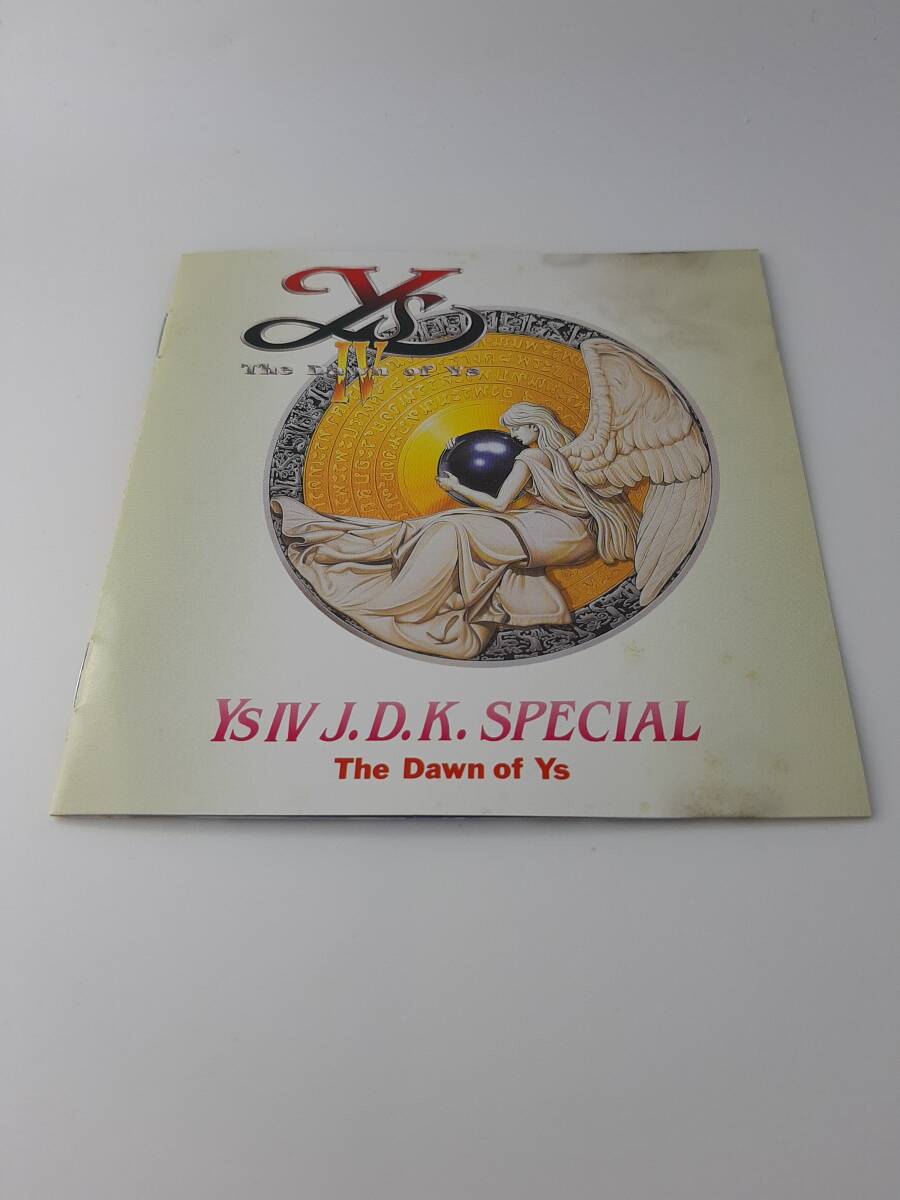 Ys
IV
The Dawn of Ys
Ys IV J.D.K. SPECIAL
The Dawn of Ys